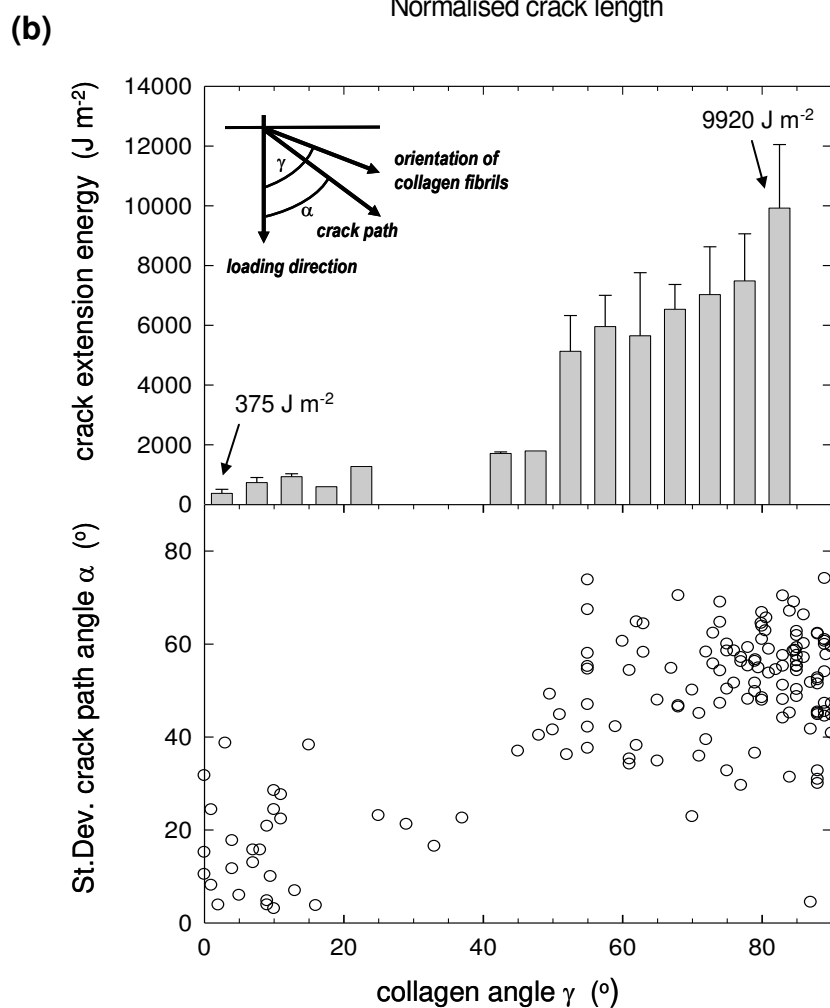 Normalised crack length
(b)
crack extension energy (J m-2)
14000
12000
10000
8000
6000
4000
2000
0
γ
α
orientation of
collagen fibrils
crack path
loading direction
375 J m-2
9920 J m-2
St.Dev. crack path angle α (º)
80
60
40
20
0
0 20 40 60 80
collagen angle γ (º)